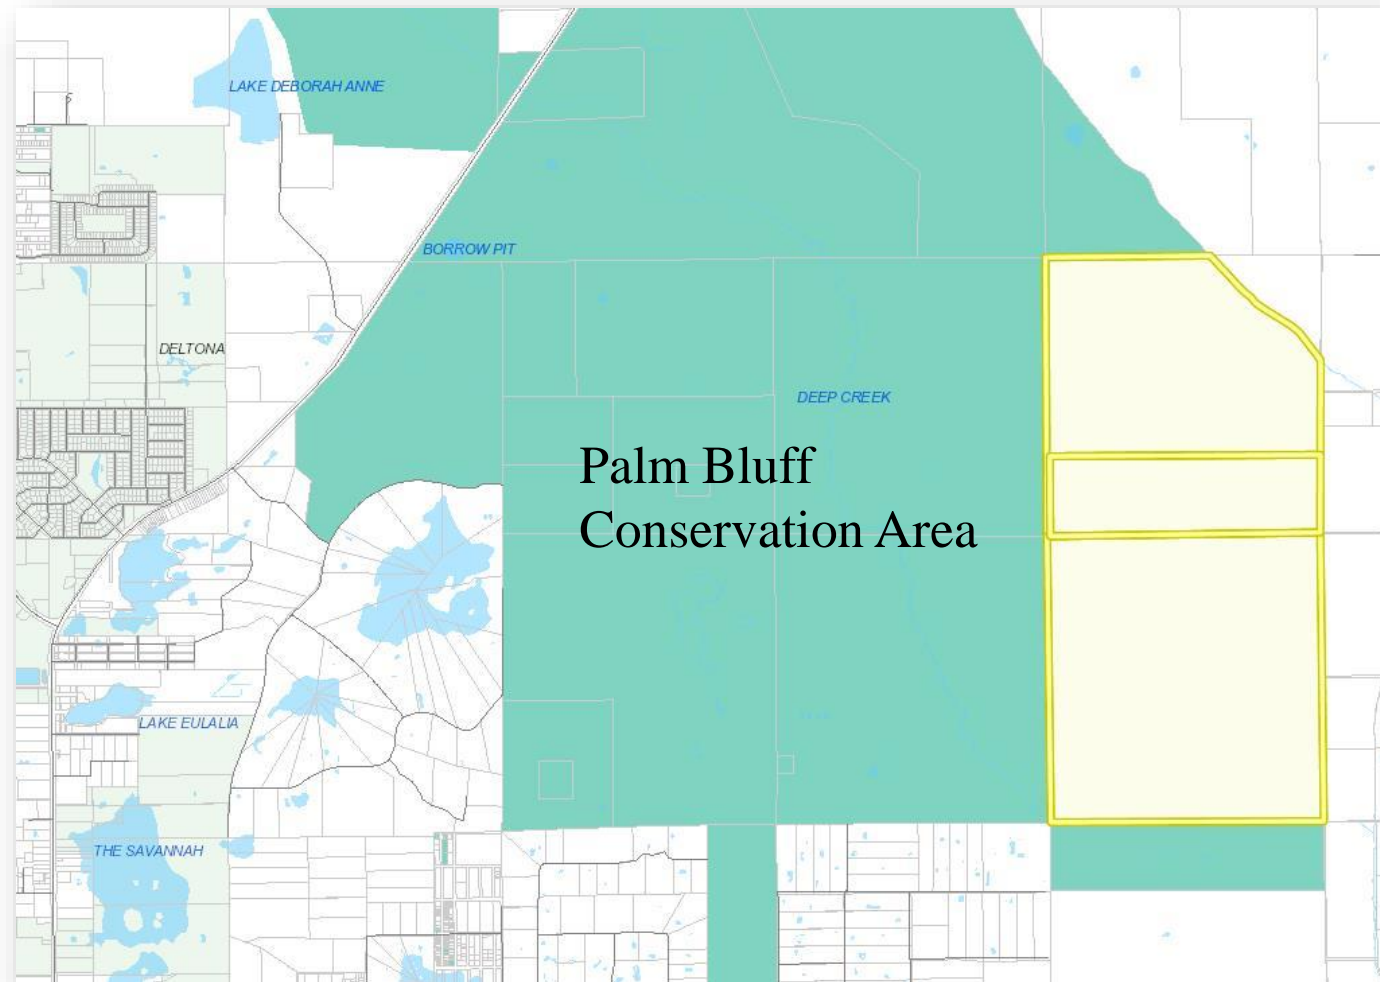 LAKE DEBORAH ANNE
BORROW PIT
DELTONA
DEEP CREEK
Palm Bluff
Conservation Area
LAKE EULALIA
THE SAVANNAH